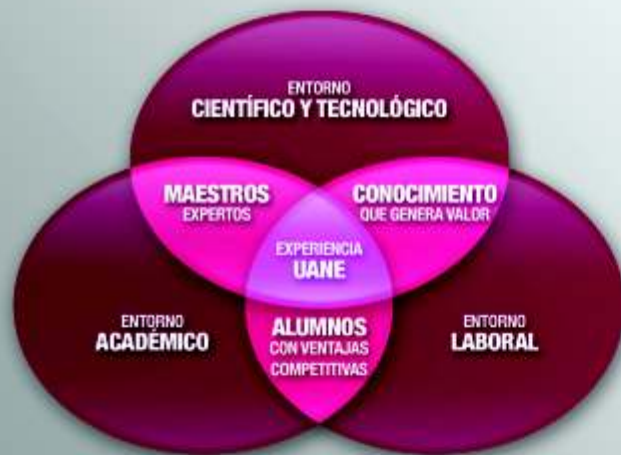 ENTORNO
CIENTÍFICO Y TECNOLÓGICO
MAESTROS
EXPERTOS
CONOCIMIENTO
QUE GENERA VALOR
EXPERIENCIA
UANE
ENTORNO
ACADÉMICO
ALUMNOS
CON VENTAJAS
COMPETITIVAS
ENTORNO
LABORAL